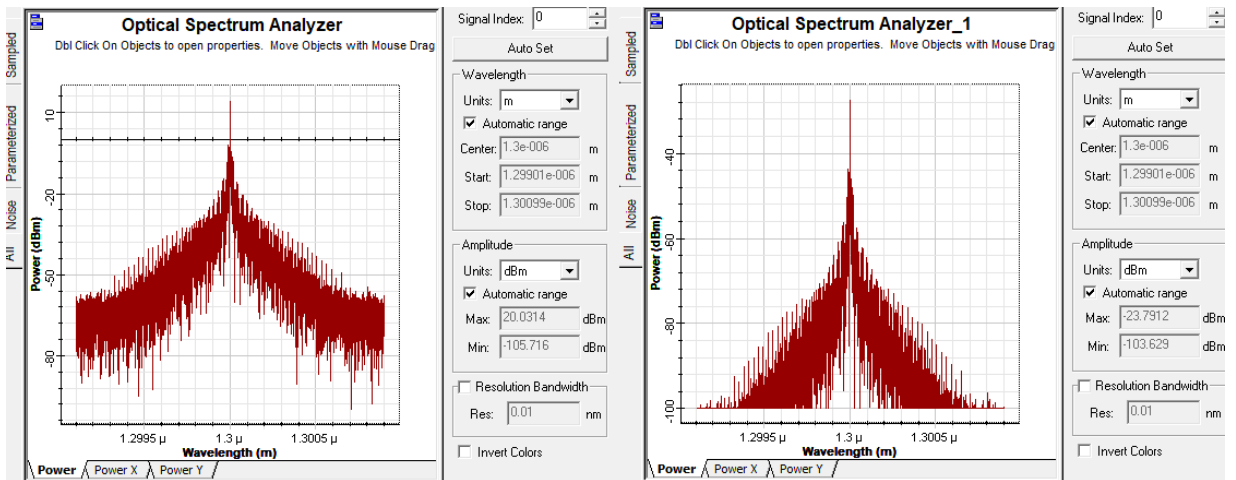 Optical Spectrum Analyzer
Dbl Click On Objects to open properties. Move Objects with Mouse Drag
Sampled
Parameterized
Noise
All
Power (dBm)
10
-20
-50
-80
1.2995 µ
1.3 µ
1.3005 µ
Wavelength (m)
Power
Power X
Power Y
Signal Index: 0
Auto Set
Wavelength
Units: m
Automatic range
Center: 1.3e-006 m
Start: 1.29901e-006 m
Stop: 1.30099e-006 m
Amplitude
Units: dBm
Automatic range
Max: 20.0314 dBm
Min: -105.716 dBm
Resolution Bandwidth
Res: 0.01 nm
Invert Colors
Optical Spectrum Analyzer_1
Dbl Click On Objects to open properties. Move Objects with Mouse Drag
Sampled
Parameterized
Noise
All
Power (dBm)
-40
-60
-80
-100
1.2995 µ
1.3 µ
1.3005 µ
Wavelength (m)
Power
Power X
Power Y
Signal Index: 0
Auto Set
Wavelength
Units: m
Automatic range
Center: 1.3e-006 m
Start: 1.29901e-006 m
Stop: 1.30099e-006 m
Amplitude
Units: dBm
Automatic range
Max: -23.7912 dBm
Min: -103.629 dBm
Resolution Bandwidth
Res: 0.01 nm
Invert Colors